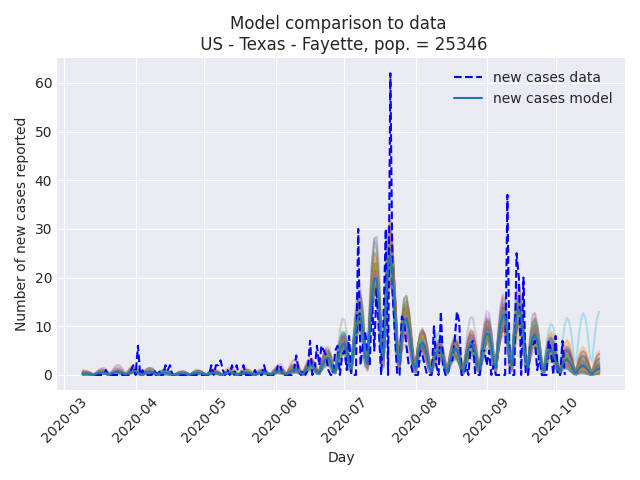 Model comparison to data
US - Texas - Fayette, pop. = 25346
Number of new cases reported
60
50
40
30
20
10
0
new cases data
new cases model
2020-03
2020-04
2020-05
2020-06
2020-07
2020-08
2020-09
2020-10
Day